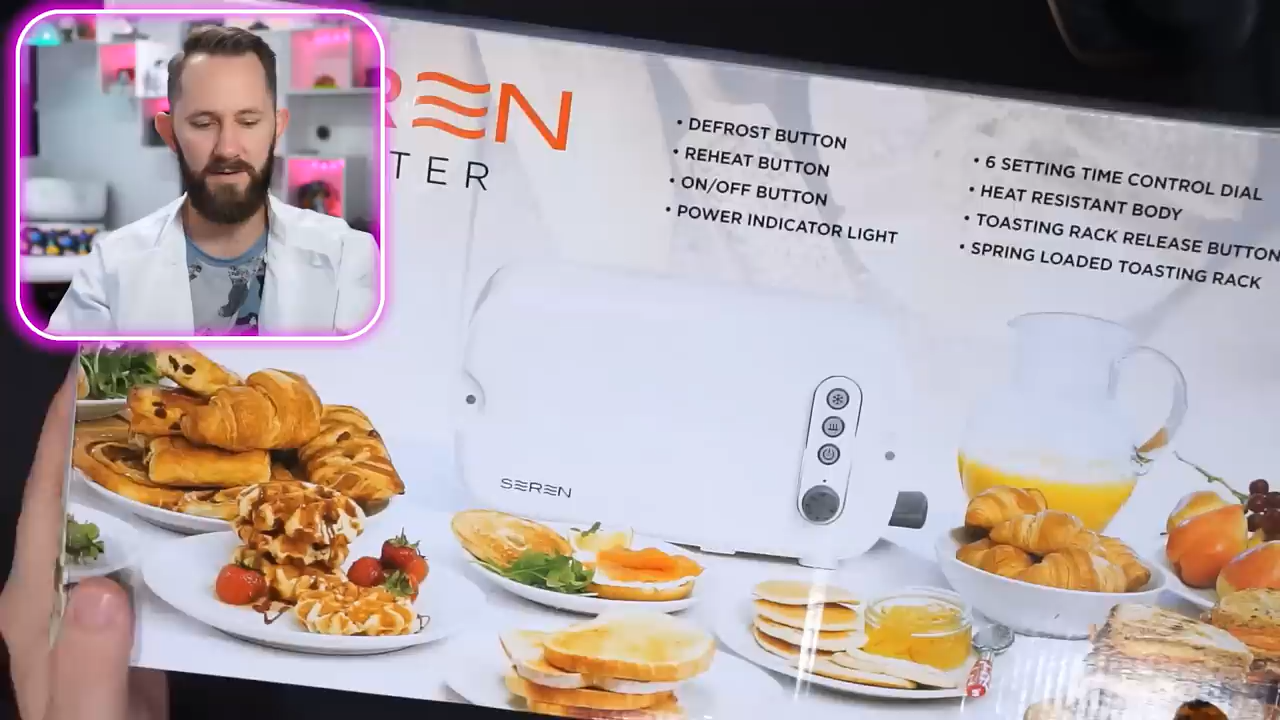 REN
TER
• DEFROST BUTTON
• REHEAT BUTTON
• ON/OFF BUTTON
• POWER INDICATOR LIGHT
• 6 SETTING TIME CONTROL DIAL
• HEAT RESISTANT BODY
• TOASTING RACK RELEASE BUTTON
• SPRING LOADED TOASTING RACK
SEREN